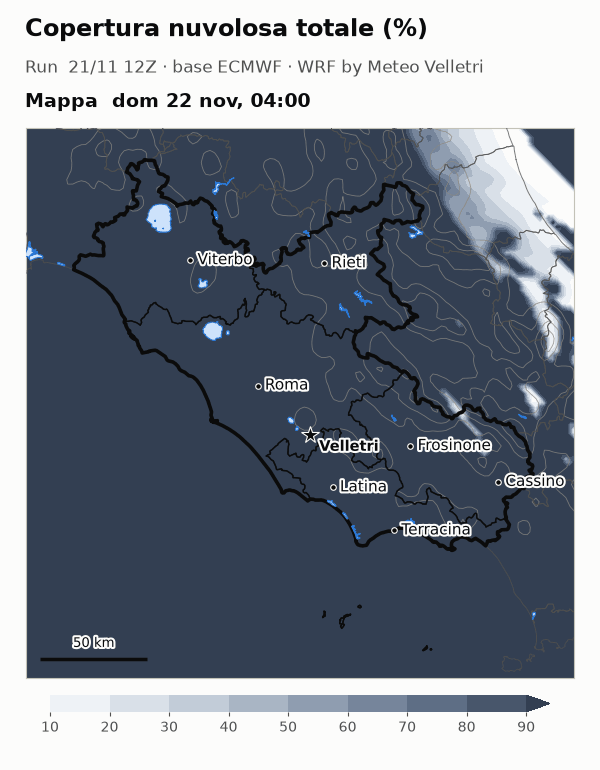 Copertura nuvolosa totale (%)
Run  21/11 12Z · base ECMWF · WRF by Meteo Velletri
Mappa  dom 22 nov, 04:00
Viterbo
Rieti
Roma
Velletri
Frosinone
Cassino
Latina
Terracina
50 km
10 20 30 40 50 60 70 80 90